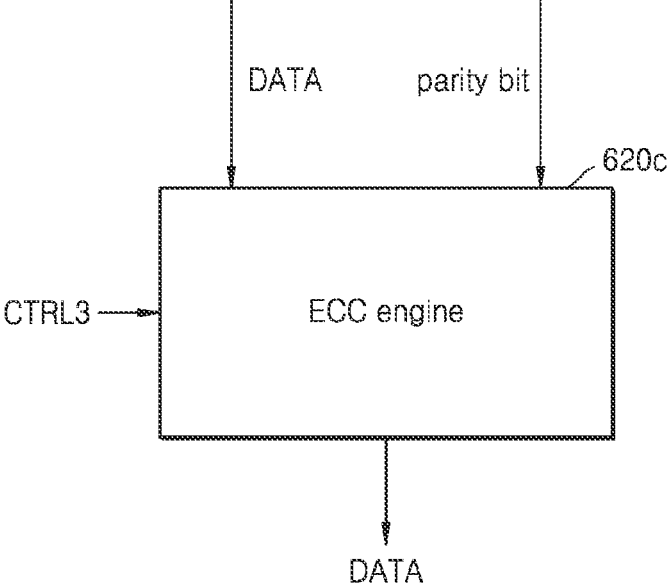 DATA
parity bit
620c
CTRL3
ECC engine
DATA